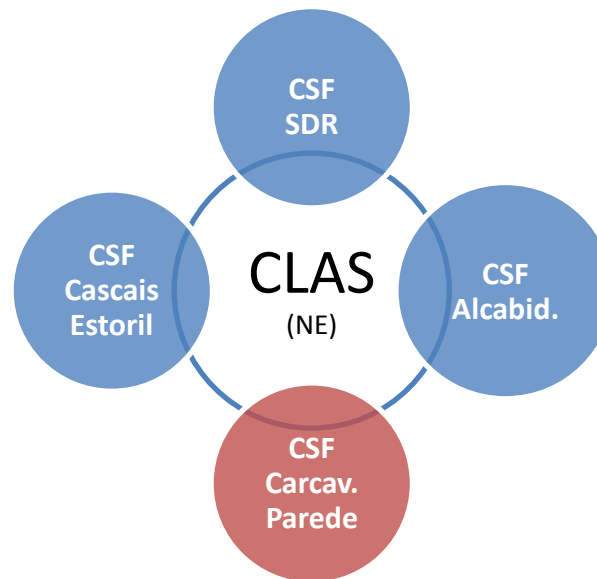 CSF
SDR
CSF
Cascais
Estoril
CLAS
(NE)
CSF
Alcabid.
CSF
Carcav.
Parede